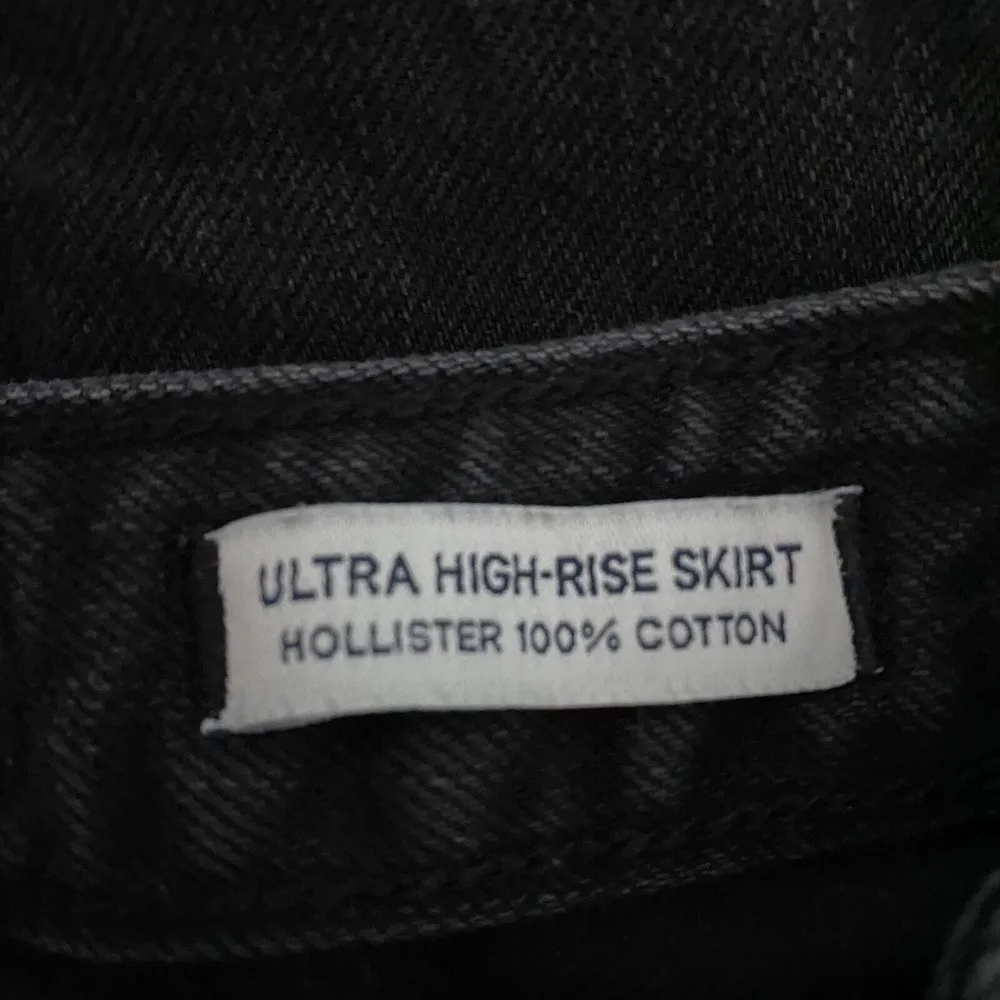 ULTRA HIGH-RISE SKIRT
HOLLISTER 100% COTTON